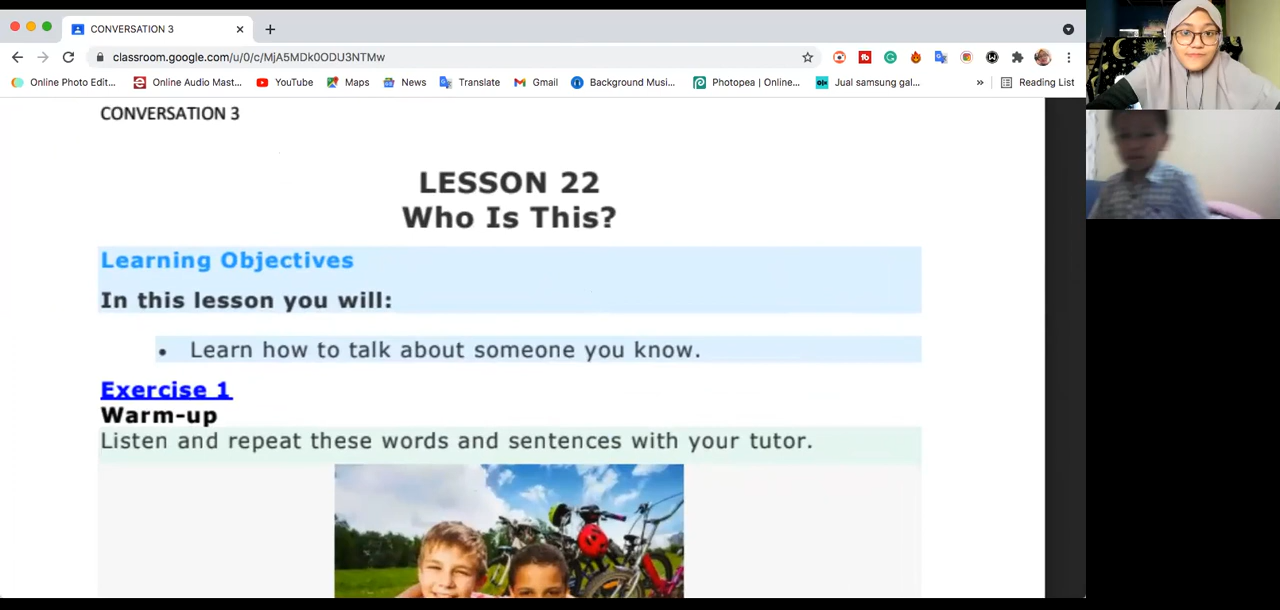 CONVERSATION 3
classroom.google.com/u/0/c/MjA5MDk0ODU3NTMw
Online Photo Edit... Online Audio Mast... YouTube Maps News Translate Gmail Background Musi... Photopea | Online... Jual samsung gal... » Reading List
CONVERSATION 3
LESSON 22
Who Is This?
Learning Objectives
In this lesson you will:
• Learn how to talk about someone you know.
Exercise 1
Warm-up
Listen and repeat these words and sentences with your tutor.